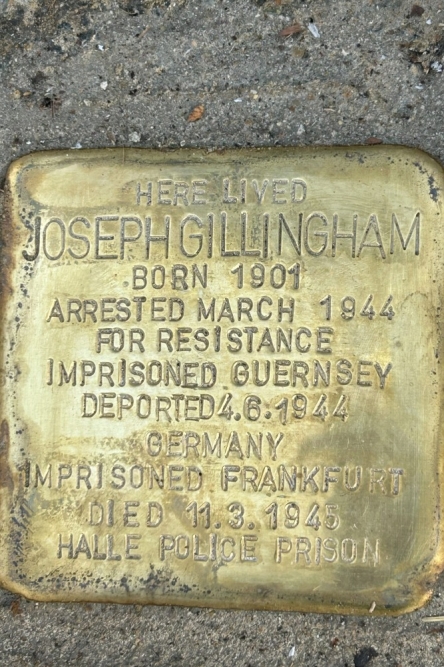 HERE LIVED
JOSEPH GILLINGHAM
BORN 1901
ARRESTED MARCH 1944
FOR RESISTANCE
IMPRISONED GUERNSEY
DEPORTED 4.6.1944
GERMANY
IMPRISONED FRANKFURT
DIED 11.3.1945
HALLE POLICE PRISON